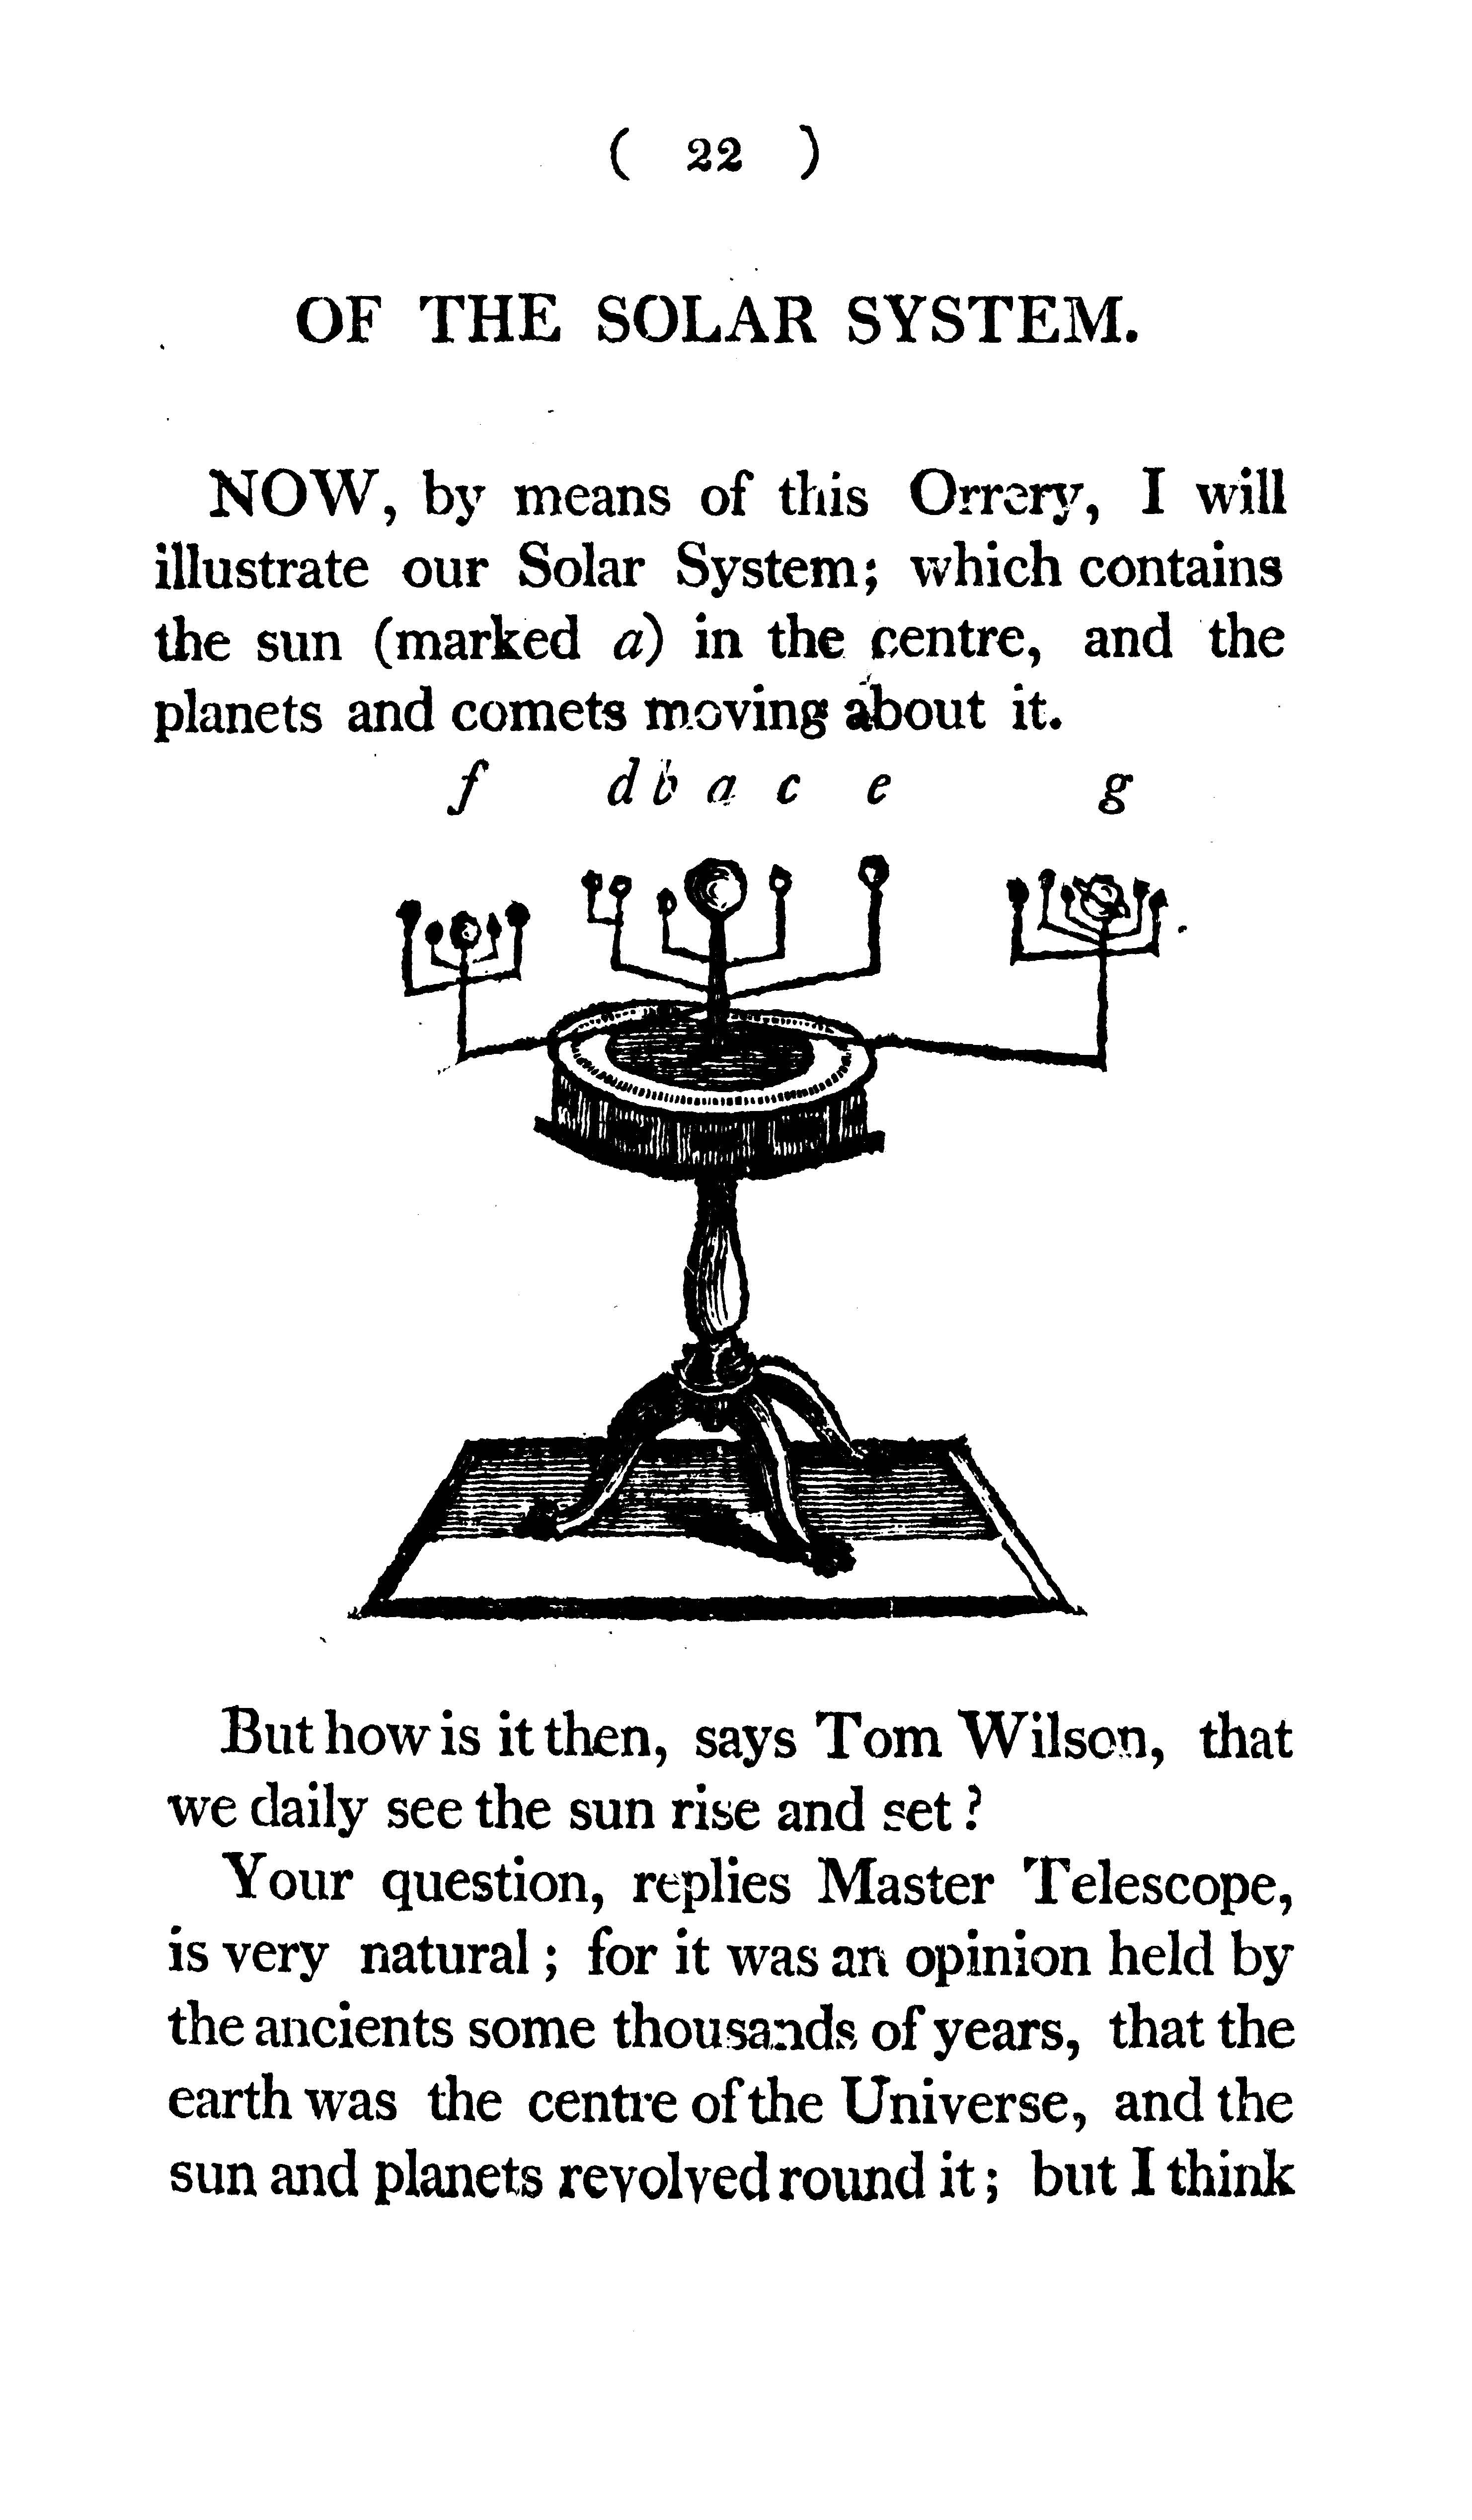 ( 22 )
OF THE SOLAR SYSTEM.
NOW, by means of this Orrery, I will
illustrate our Solar System; which contains
the sun (marked a) in the centre, and the
planets and comets moving about it.
f d b a c e g
But how is it then, says Tom Wilson, that
we daily see the sun rise and set?
Your question, replies Master Telescope,
is very natural; for it was an opinion held by
the ancients some thousands of years, that the
earth was the centre of the Universe, and the
sun and planets revolved round it; but I think